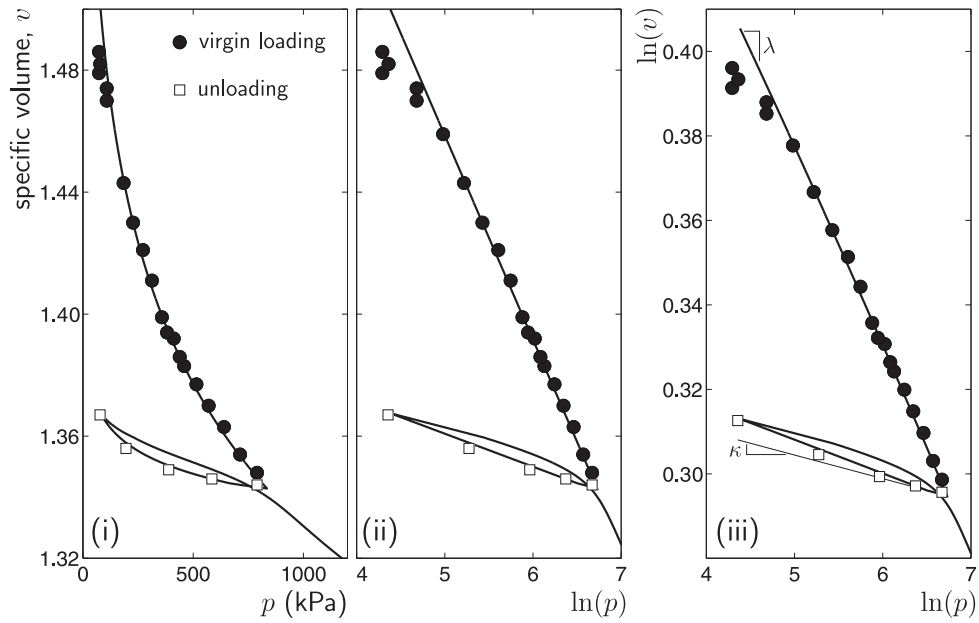 specific volume, v
1.48
1.44
1.40
1.36
1.32
virgin loading
unloading
(i)
0
500
1000
p (kPa)
(ii)
4
5
6
7
ln(p)
ln(v)
0.40
0.38
0.36
0.34
0.32
0.30
λ
κ
(iii)
4
5
6
7
ln(p)